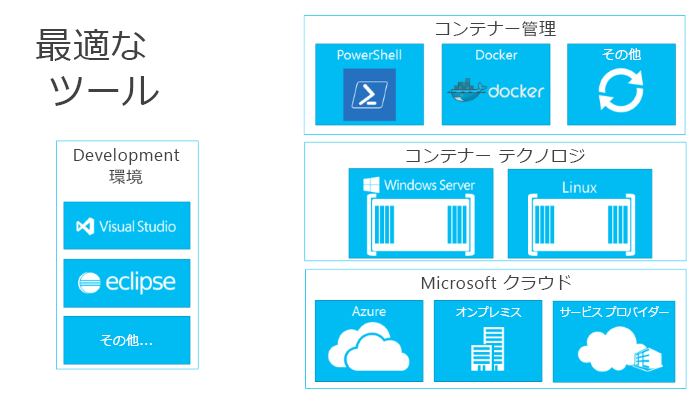 最適な
ツール
Development
環境
Visual Studio
eclipse
その他...
コンテナー管理
PowerShell
Docker
その他
docker
コンテナー テクノロジ
Windows Server
Linux
Microsoft クラウド
Azure
オンプレミス
サービス プロバイダー